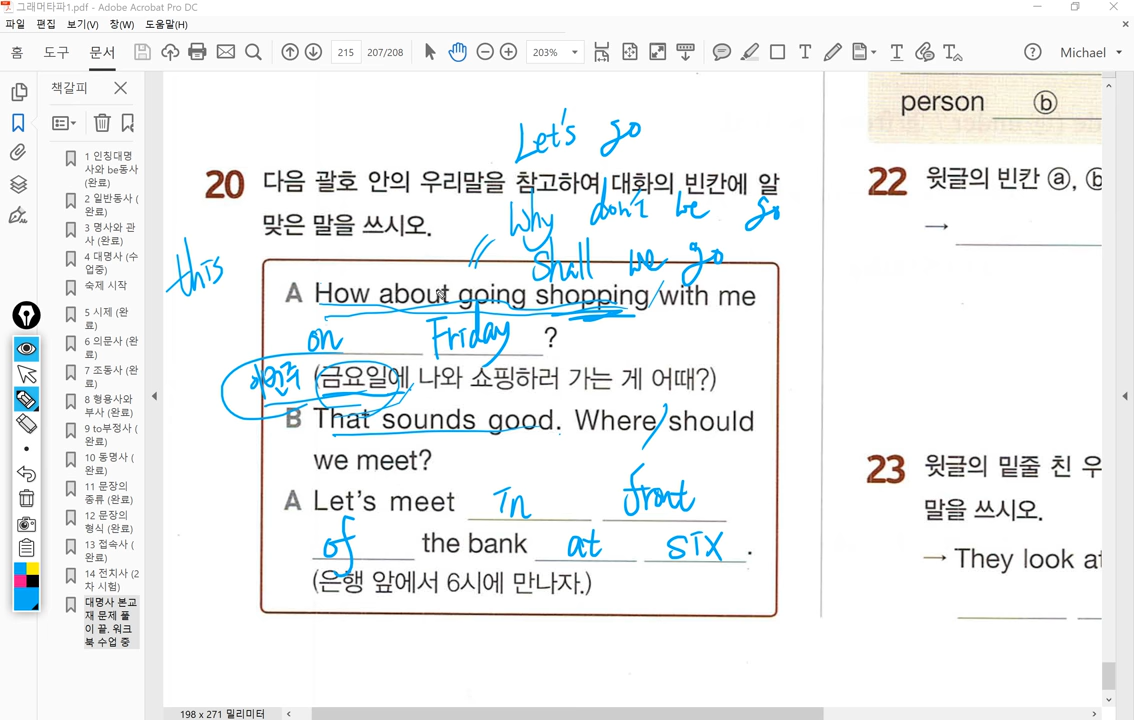 그래머타파1.pdf - Adobe Acrobat Pro DC
파일 편집 보기(V) 창(W) 도움말(H)
홈 도구 문서 215 207/208 203% Michael
책갈피
1 인칭대명
사와 be동사
(완료)
2 일반동사 (
완료)
3 명사와 관
사 (완료)
4 대명사 (수
업중)
숙제 시작
5 시제 (완
료)
6 의문사 (완
료)
7 조동사 (완
료)
8 형용사와
부사 (완료)
9 to부정사 (
완료)
10 동명사 (
완료)
11 문장의
종류 (완료)
12 문장의
형식 (완료)
13 접속사 (
완료)
14 전치사 (2
차 시험)
대명사 본교
재 문제 풀
이 끝. 워크
북 수업 중
Let's go
20 다음 괄호 안의 우리말을 참고하여 대화의 빈칸에 알
Why don't we go
맞은 말을 쓰시오.
Shall we go
this
A How about going shopping with me
on Friday ?
이번주 (금요일에 나와 쇼핑하러 가는 게 어때?)
B That sounds good. Where should
we meet?
A Let's meet in front
of the bank at six .
(은행 앞에서 6시에 만나자.)
person ⓑ
22 윗글의 빈칸 ⓐ, ⓑ
→
23 윗글의 밑줄 친 우
말을 쓰시오.
→ They look at
198 x 271 밀리미터